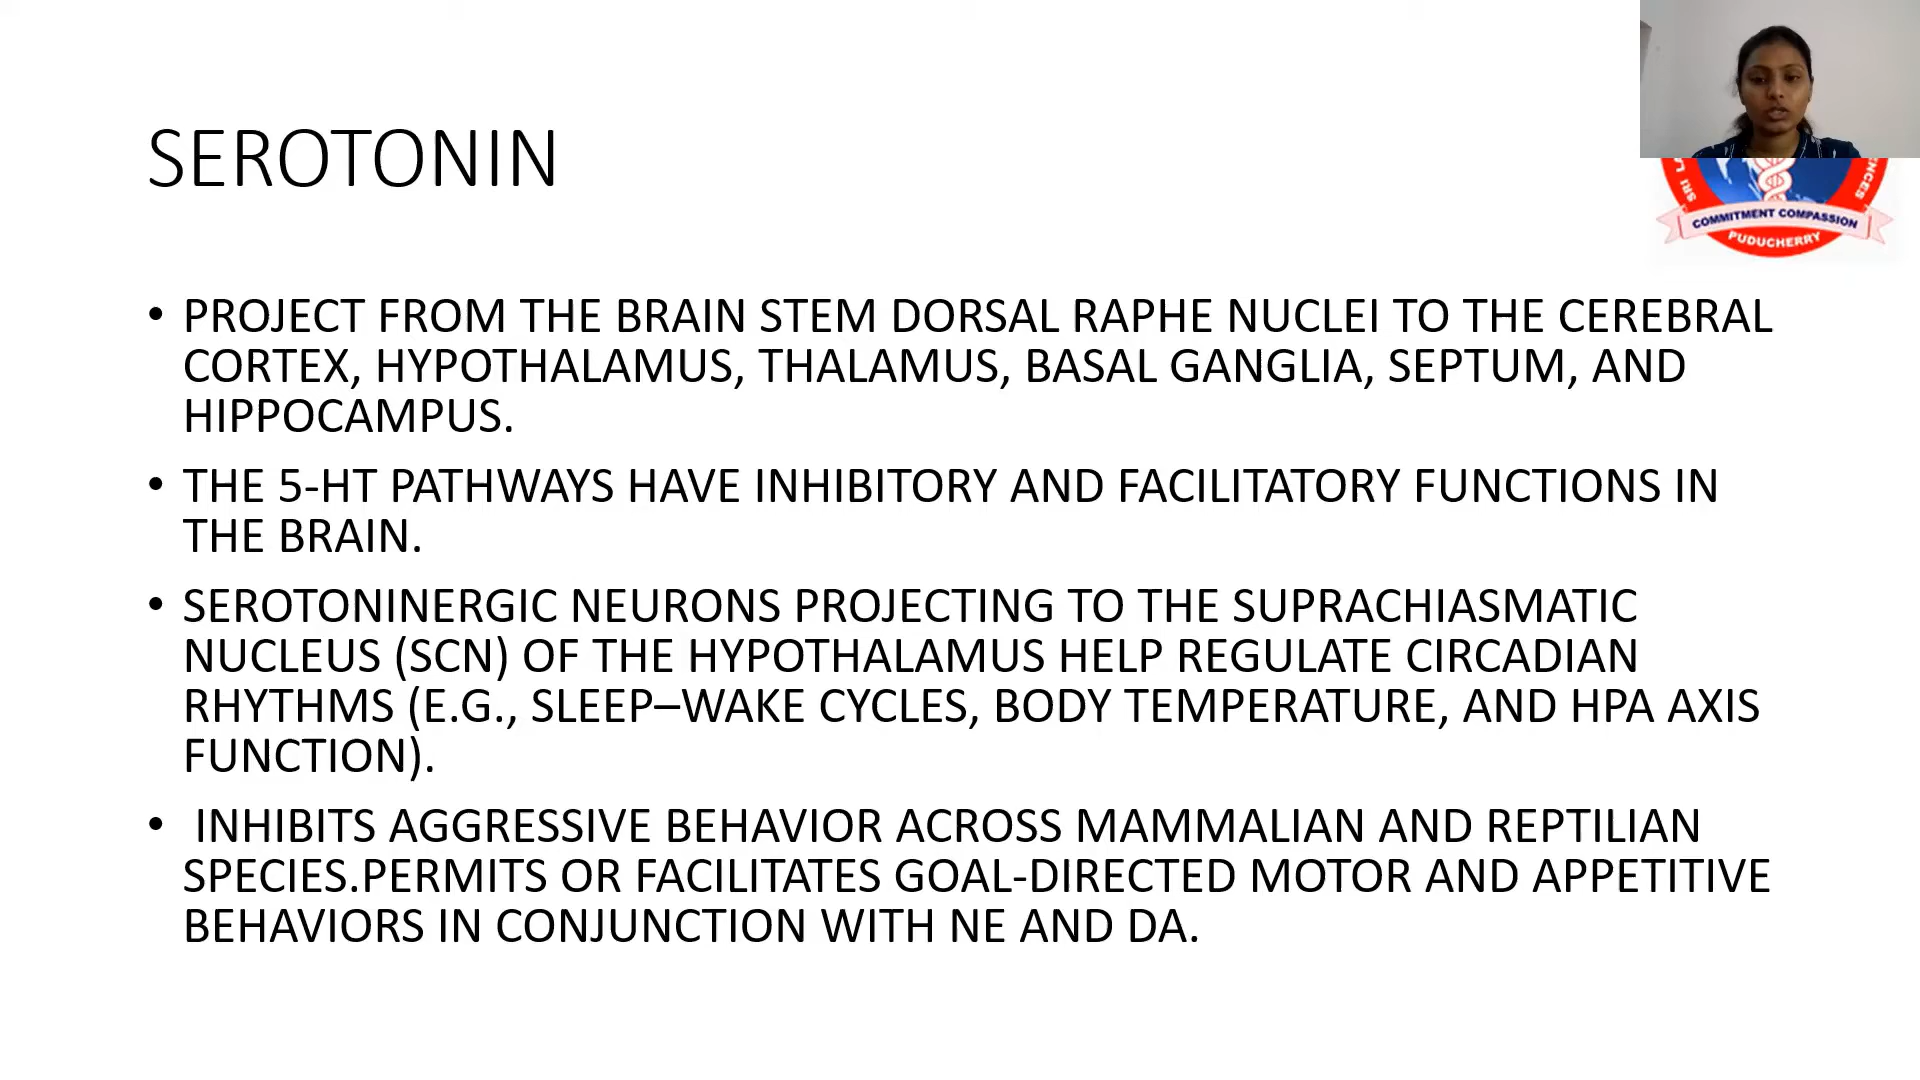 SEROTONIN
SRI
ENCES
COMMITMENT COMPASSION
PUDUCHERRY
• PROJECT FROM THE BRAIN STEM DORSAL RAPHE NUCLEI TO THE CEREBRAL
CORTEX, HYPOTHALAMUS, THALAMUS, BASAL GANGLIA, SEPTUM, AND
HIPPOCAMPUS.
• THE 5-HT PATHWAYS HAVE INHIBITORY AND FACILITATORY FUNCTIONS IN
THE BRAIN.
• SEROTONINERGIC NEURONS PROJECTING TO THE SUPRACHIASMATIC
NUCLEUS (SCN) OF THE HYPOTHALAMUS HELP REGULATE CIRCADIAN
RHYTHMS (E.G., SLEEP–WAKE CYCLES, BODY TEMPERATURE, AND HPA AXIS
FUNCTION).
• INHIBITS AGGRESSIVE BEHAVIOR ACROSS MAMMALIAN AND REPTILIAN
SPECIES.PERMITS OR FACILITATES GOAL-DIRECTED MOTOR AND APPETITIVE
BEHAVIORS IN CONJUNCTION WITH NE AND DA.